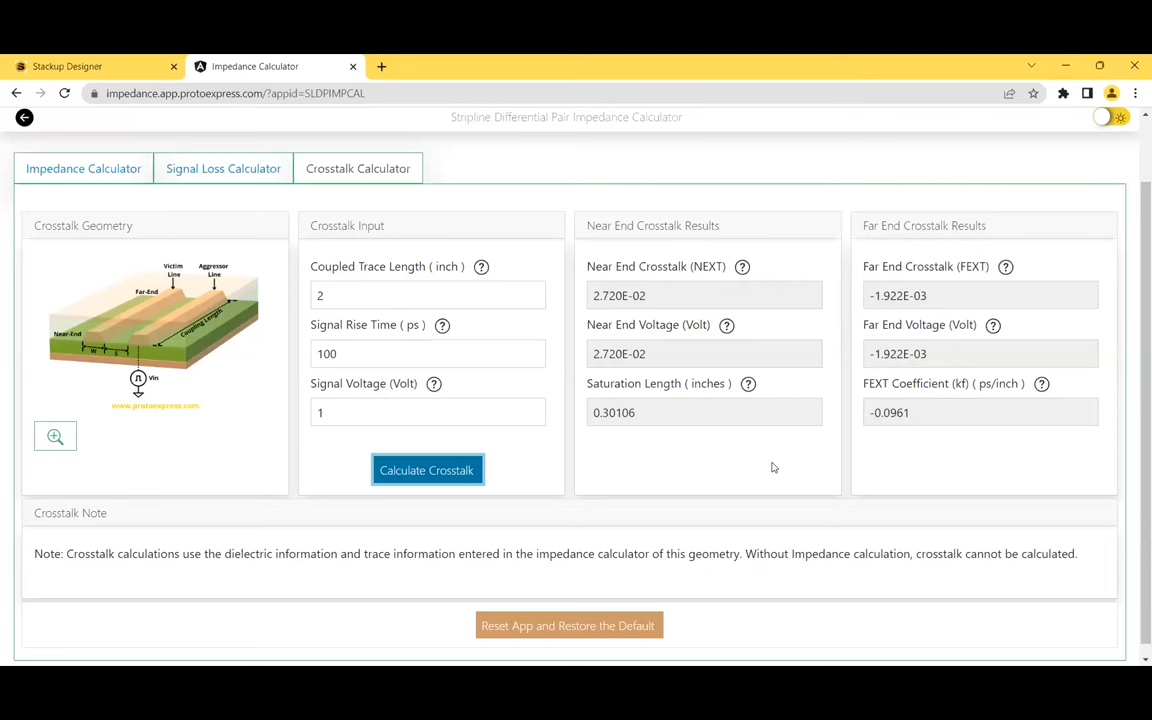 Stackup Designer
Impedance Calculator
impedance.app.protoexpress.com/?appid=SLDPIMPCAL
Stripline Differential Pair Impedance Calculator
Impedance Calculator
Signal Loss Calculator
Crosstalk Calculator
Crosstalk Geometry
Victim Line
Aggressor Line
Far-End
Near-End
Coupling Length
W
S
Vin
www.protoexpress.com
Crosstalk Input
Coupled Trace Length ( inch ) ?
2
Signal Rise Time ( ps ) ?
100
Signal Voltage (Volt) ?
1
Calculate Crosstalk
Near End Crosstalk Results
Near End Crosstalk (NEXT) ?
2.720E-02
Near End Voltage (Volt) ?
2.720E-02
Saturation Length ( inches ) ?
0.30106
Far End Crosstalk Results
Far End Crosstalk (FEXT) ?
-1.922E-03
Far End Voltage (Volt) ?
-1.922E-03
FEXT Coefficient (kf) ( ps/inch ) ?
-0.0961
Crosstalk Note
Note: Crosstalk calculations use the dielectric information and trace information entered in the impedance calculator of this geometry. Without Impedance calculation, crosstalk cannot be calculated.
Reset App and Restore the Default